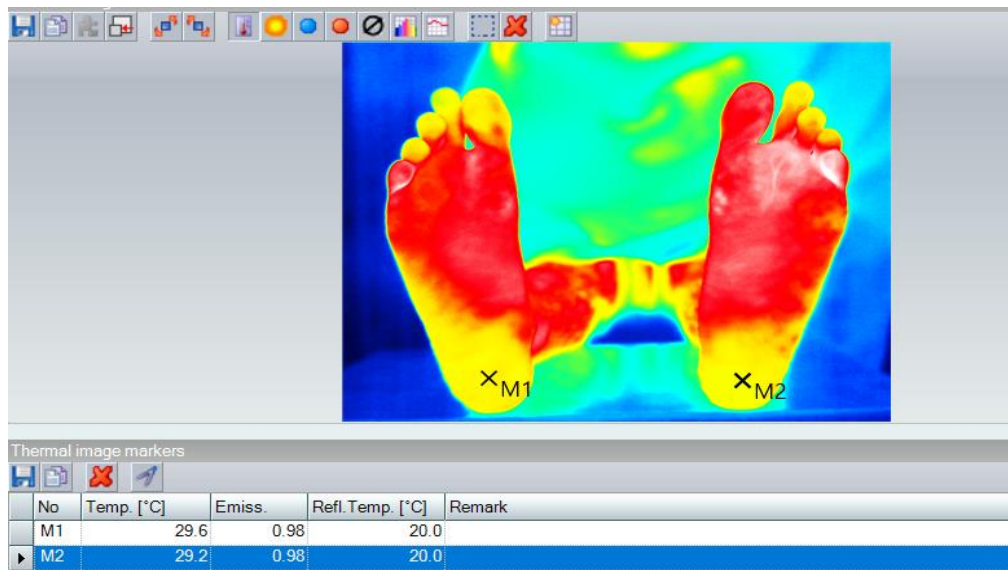 M1
M2
Thermal image markers
No Temp. [°C] Emiss. Refl.Temp. [°C] Remark
M1 29.6 0.98 20.0
M2 29.2 0.98 20.0